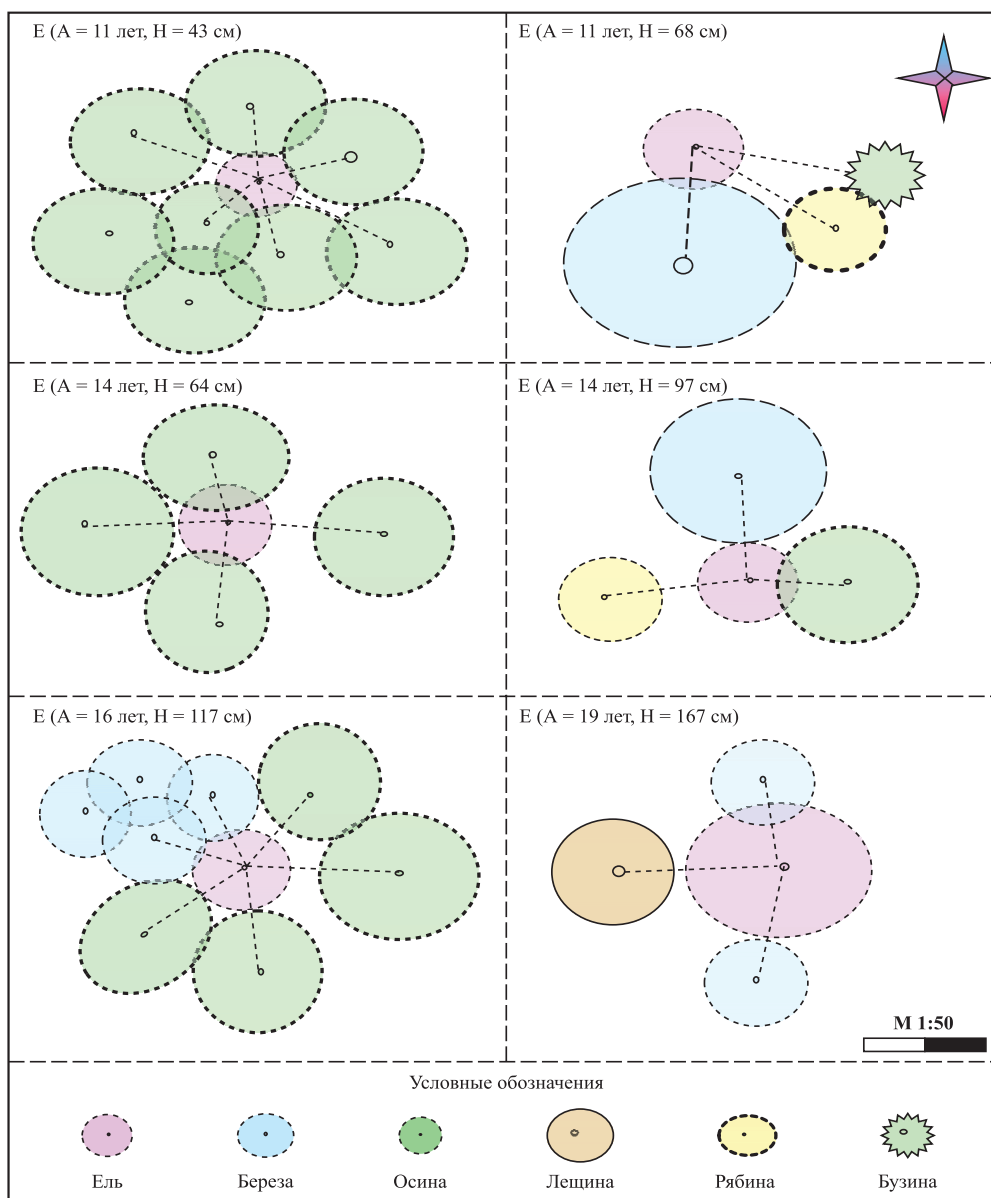 Е (А = 11 лет, Н = 43 см)
Е (А = 11 лет, Н = 68 см)
Е (А = 14 лет, Н = 64 см)
Е (А = 14 лет, Н = 97 см)
Е (А = 16 лет, Н = 117 см)
Е (А = 19 лет, Н = 167 см)
М 1:50
Условные обозначения
Ель
Береза
Осина
Лещина
Рябина
Бузина